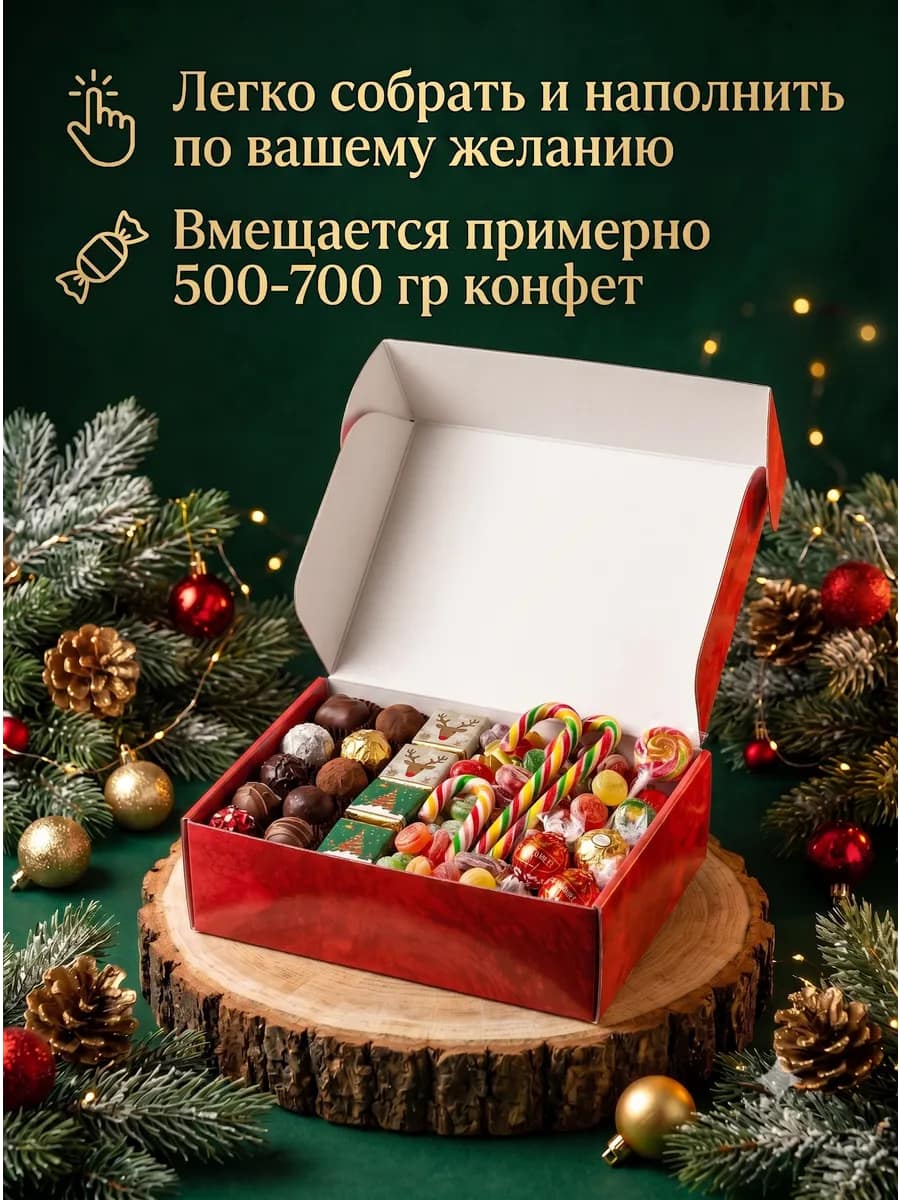 Легко собрать и наполнить
по вашему желанию
Вмещается примерно
500-700 гр конфет